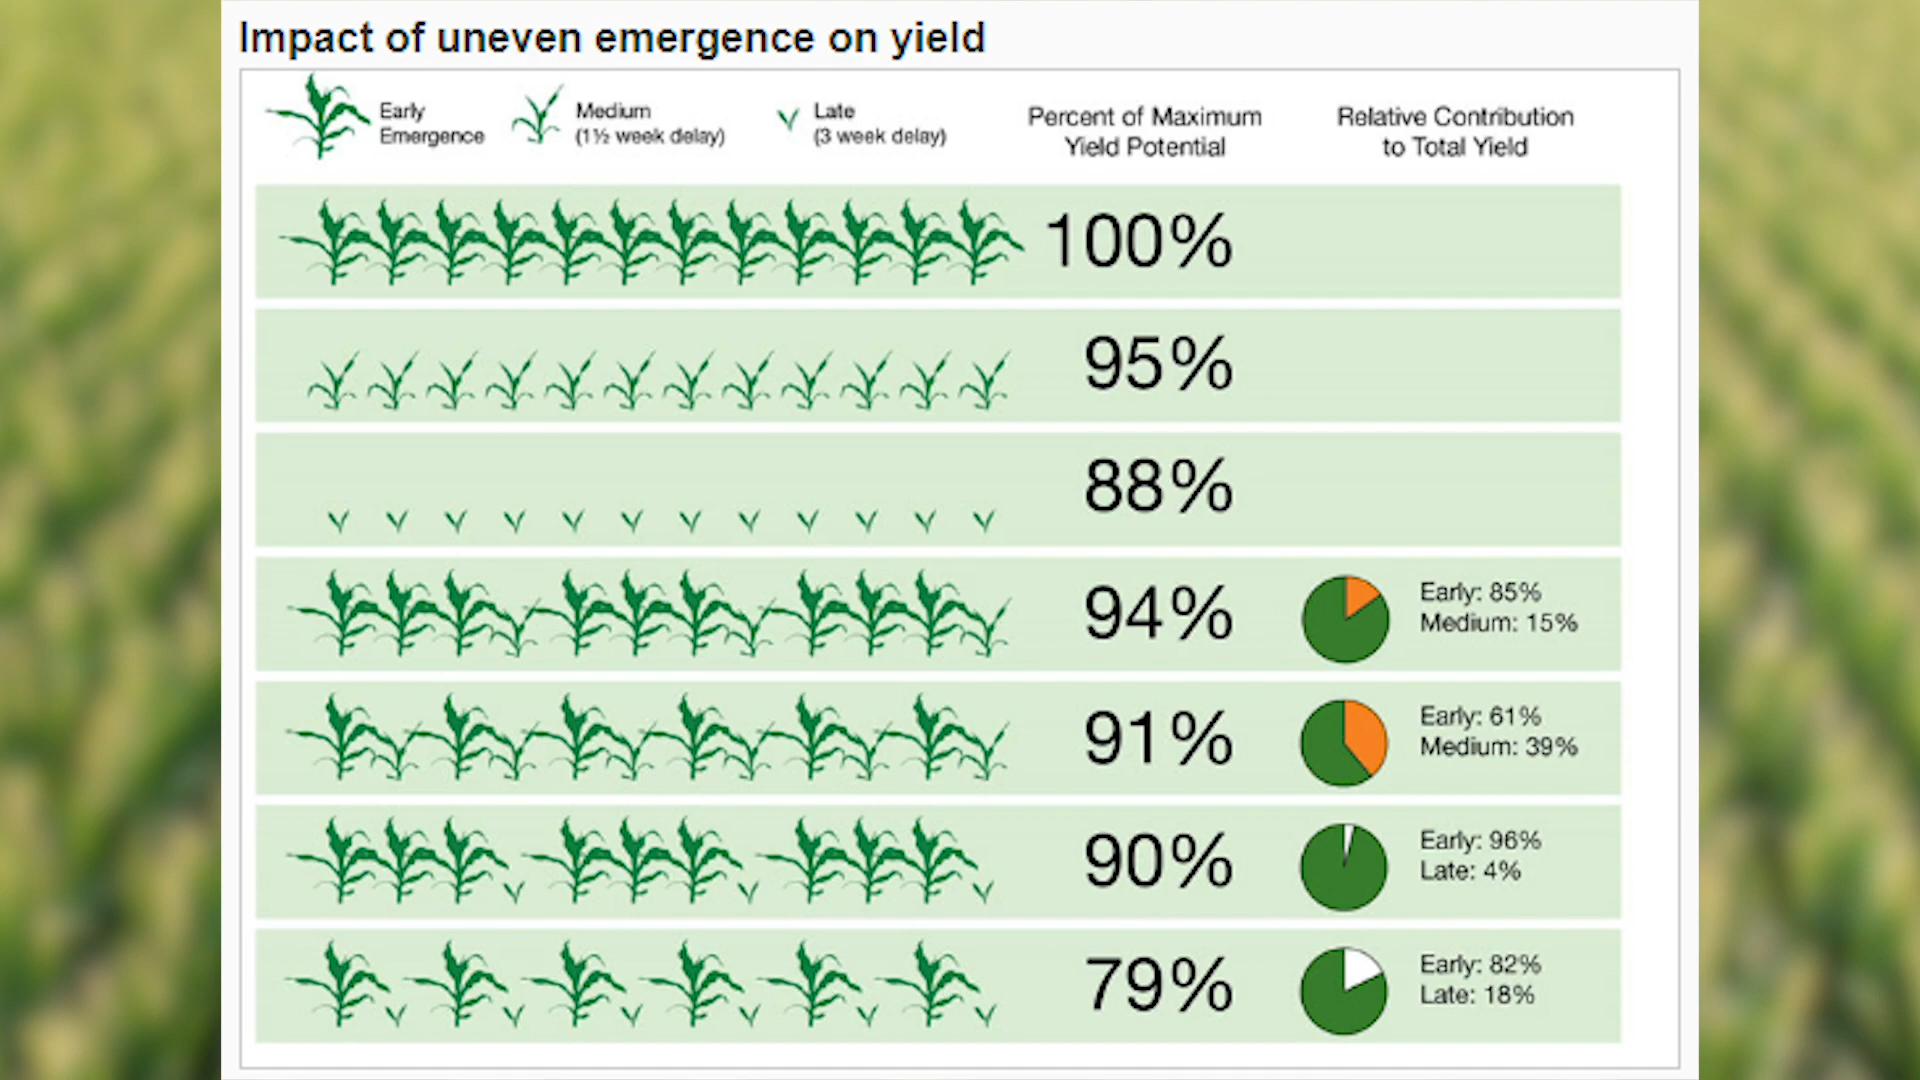 Impact of uneven emergence on yield
Early
Emergence
Medium
(1½ week delay)
Late
(3 week delay)
Percent of Maximum
Yield Potential
Relative Contribution
to Total Yield
100%
95%
88%
94%
Early: 85%
Medium: 15%
91%
Early: 61%
Medium: 39%
90%
Early: 96%
Late: 4%
79%
Early: 82%
Late: 18%